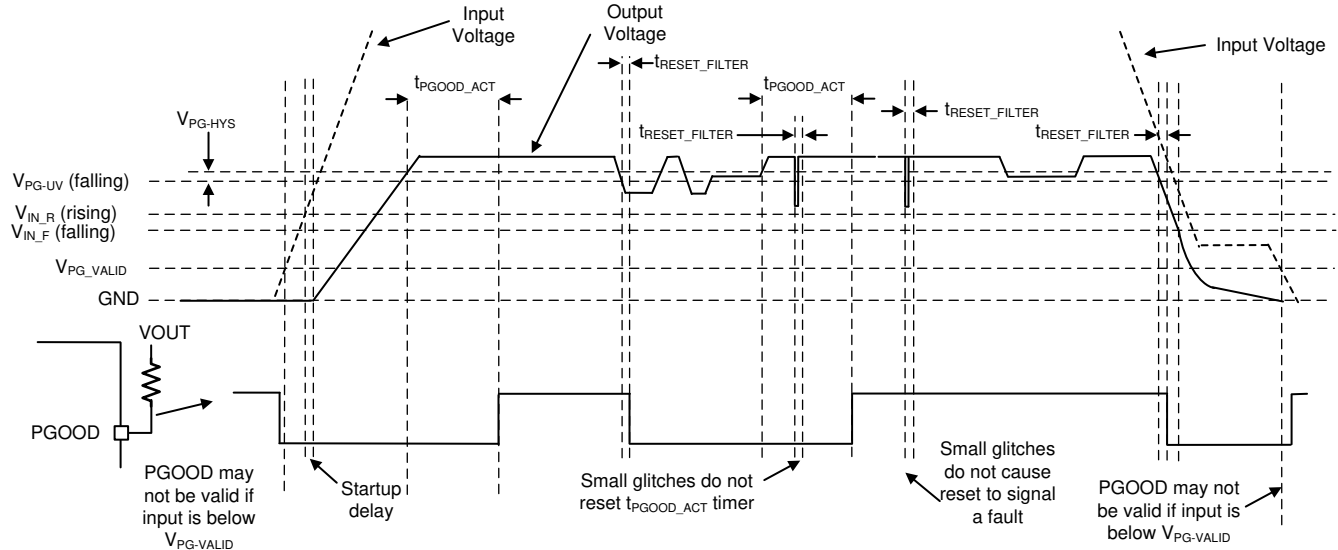 Input
Voltage
Output
Voltage
Input Voltage
tRESET_FILTER
tPGOOD_ACT
tPGOOD_ACT
tRESET_FILTER
tRESET_FILTER
tRESET_FILTER
VPG-HYS
VPG-UV (falling)
VIN_R (rising)
VIN_F (falling)
VPG_VALID
GND
VOUT
PGOOD
PGOOD may
not be valid if
input is below
VPG-VALID
Startup
delay
Small glitches do not
reset tPGOOD_ACT timer
Small glitches
do not cause
reset to signal
a fault
PGOOD may not
be valid if input is
below VPG-VALID